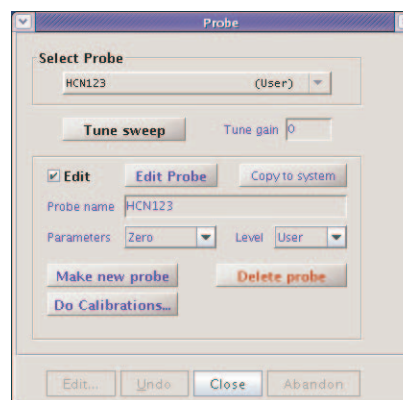 Probe
Select Probe
HCN123 (User)
Tune sweep Tune gain 0
Edit Edit Probe Copy to system
Probe name HCN123
Parameters Zero Level User
Make new probe Delete probe
Do Calibrations...
Edit... Undo Close Abandon